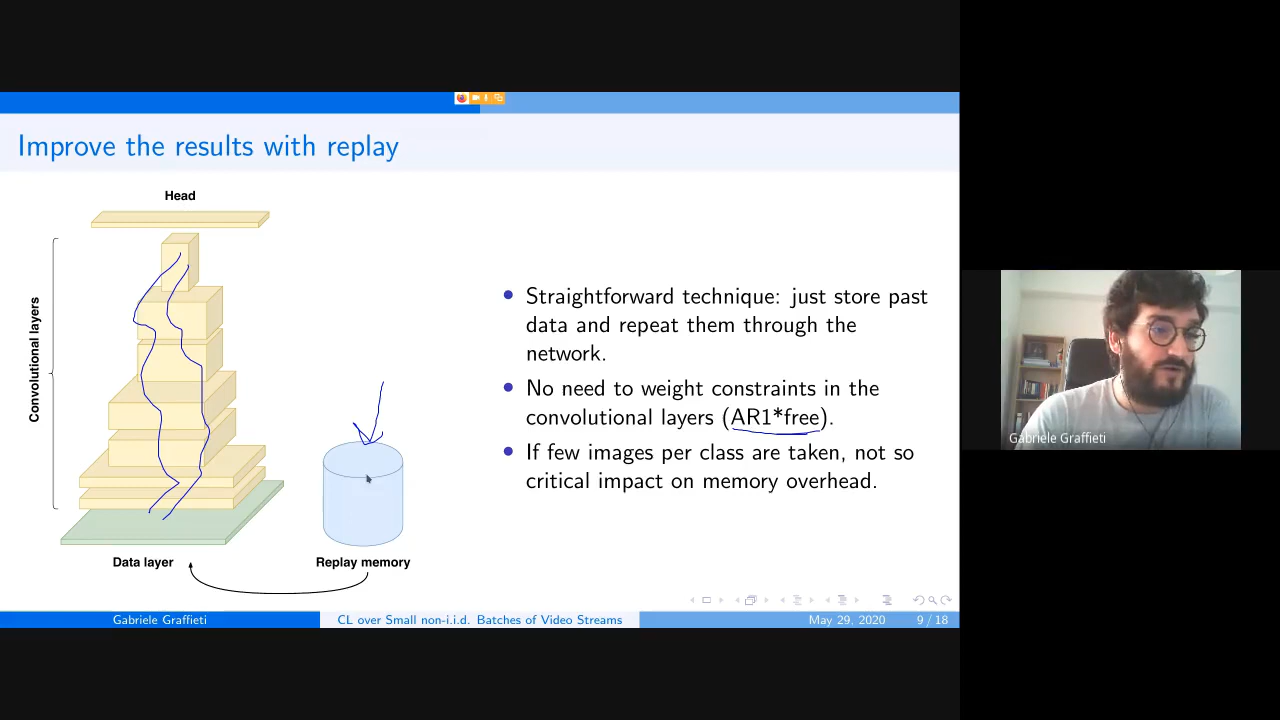 Improve the results with replay
Head
Convolutional layers
Data layer
Replay memory
• Straightforward technique: just store past
data and repeat them through the
network.
• No need to weight constraints in the
convolutional layers (AR1*free).
• If few images per class are taken, not so
critical impact on memory overhead.
Gabriele Graffieti
CL over Small non-i.i.d. Batches of Video Streams
May 29, 2020
9 / 18
Gabriele Graffieti